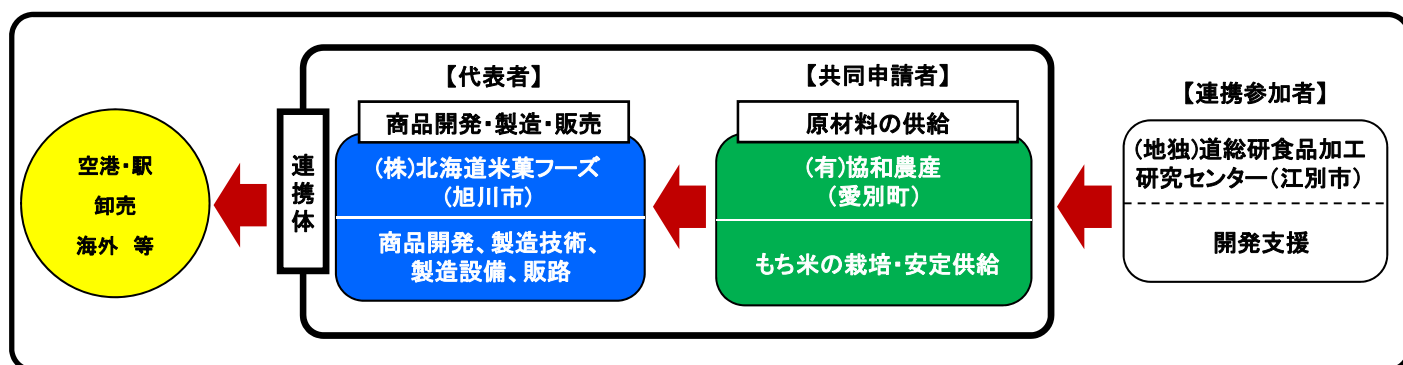 空港・駅
卸売
海外 等
連携体
【代表者】
商品開発・製造・販売
(株)北海道米菓フーズ
(旭川市)
商品開発、製造技術、
製造設備、販路
【共同申請者】
原材料の供給
(有)協和農産
(愛別町)
もち米の栽培・安定供給
【連携参加者】
(地独)道総研食品加工
研究センター(江別市)
開発支援